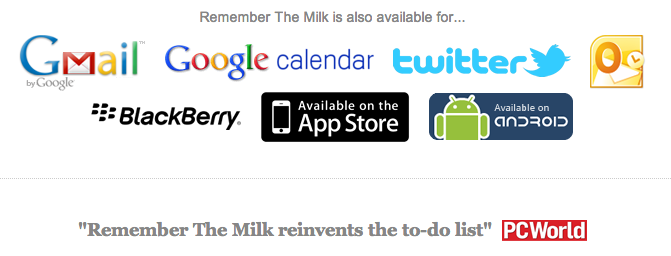 Remember The Milk is also available for...
Gmail™ Google calendar twitter O
by Google
BlackBerry® Available on the App Store Available on ANDROID
"Remember The Milk reinvents the to-do list" PCWorld